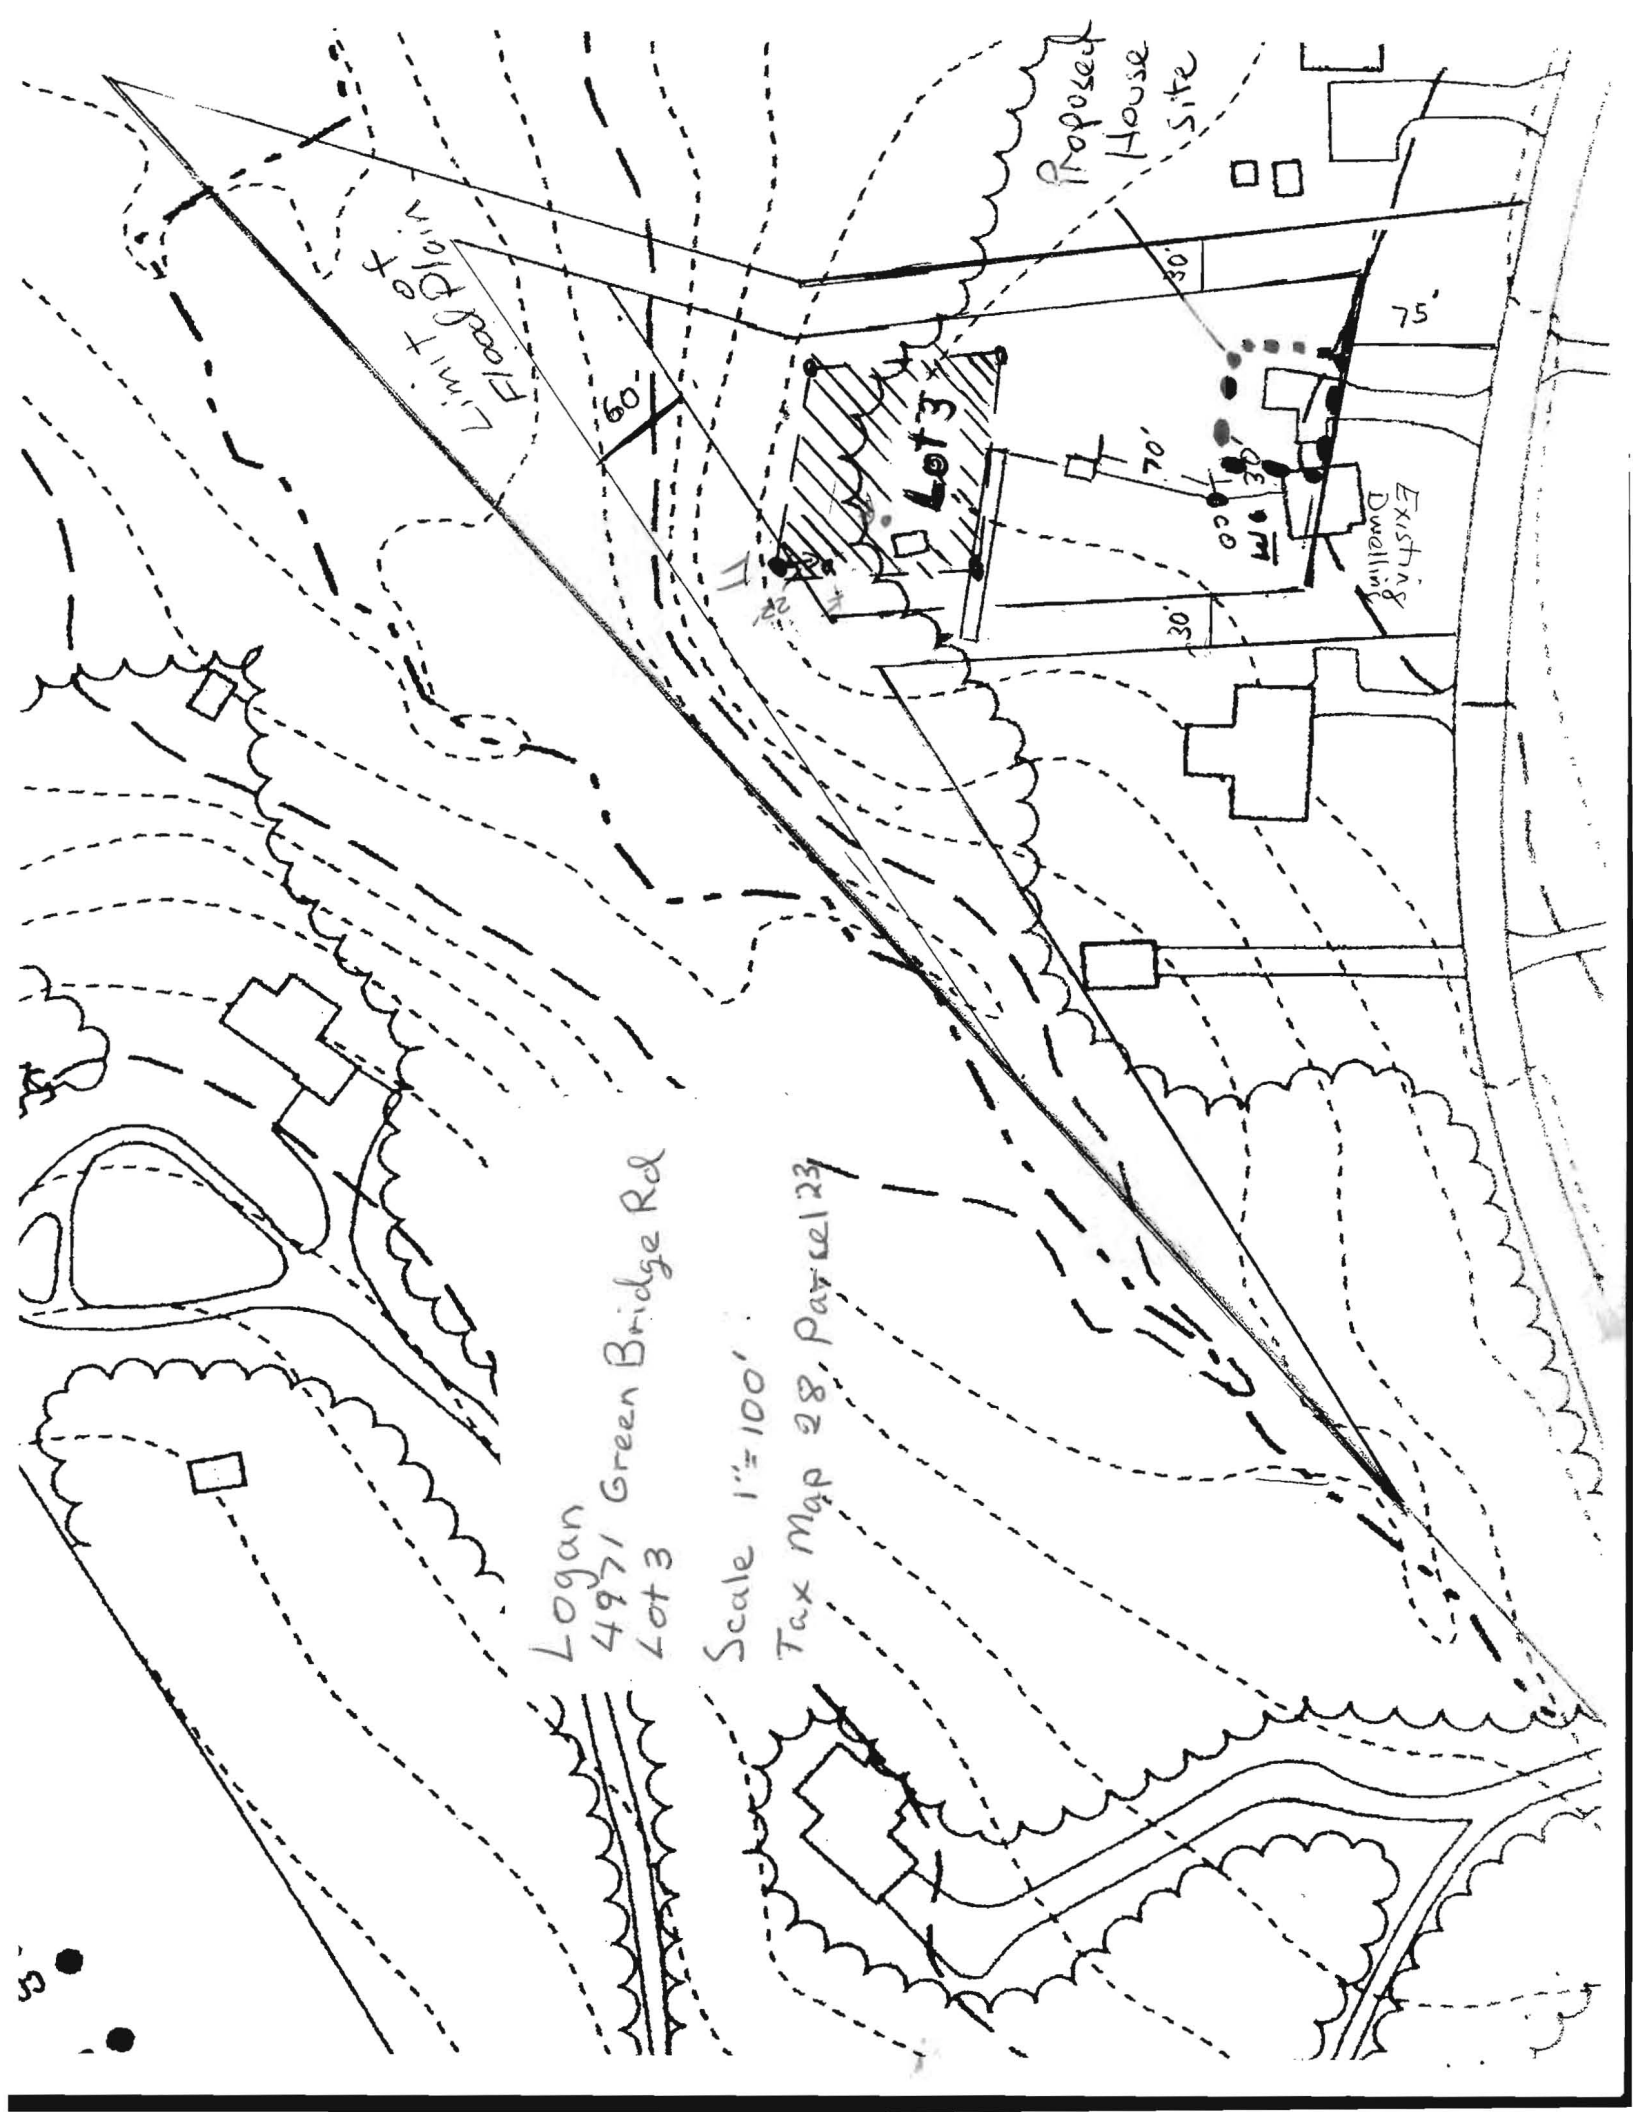 Proposed
House
Site
Limit of
Flood Plain
60'
30'
75'
Lot 3
70'
30'
CO
Existing
Dwelling
30'
Logan
4971 Green Bridge Rd
Lot 3
Scale 1"=100'
Tax Map 28, Parcel 23